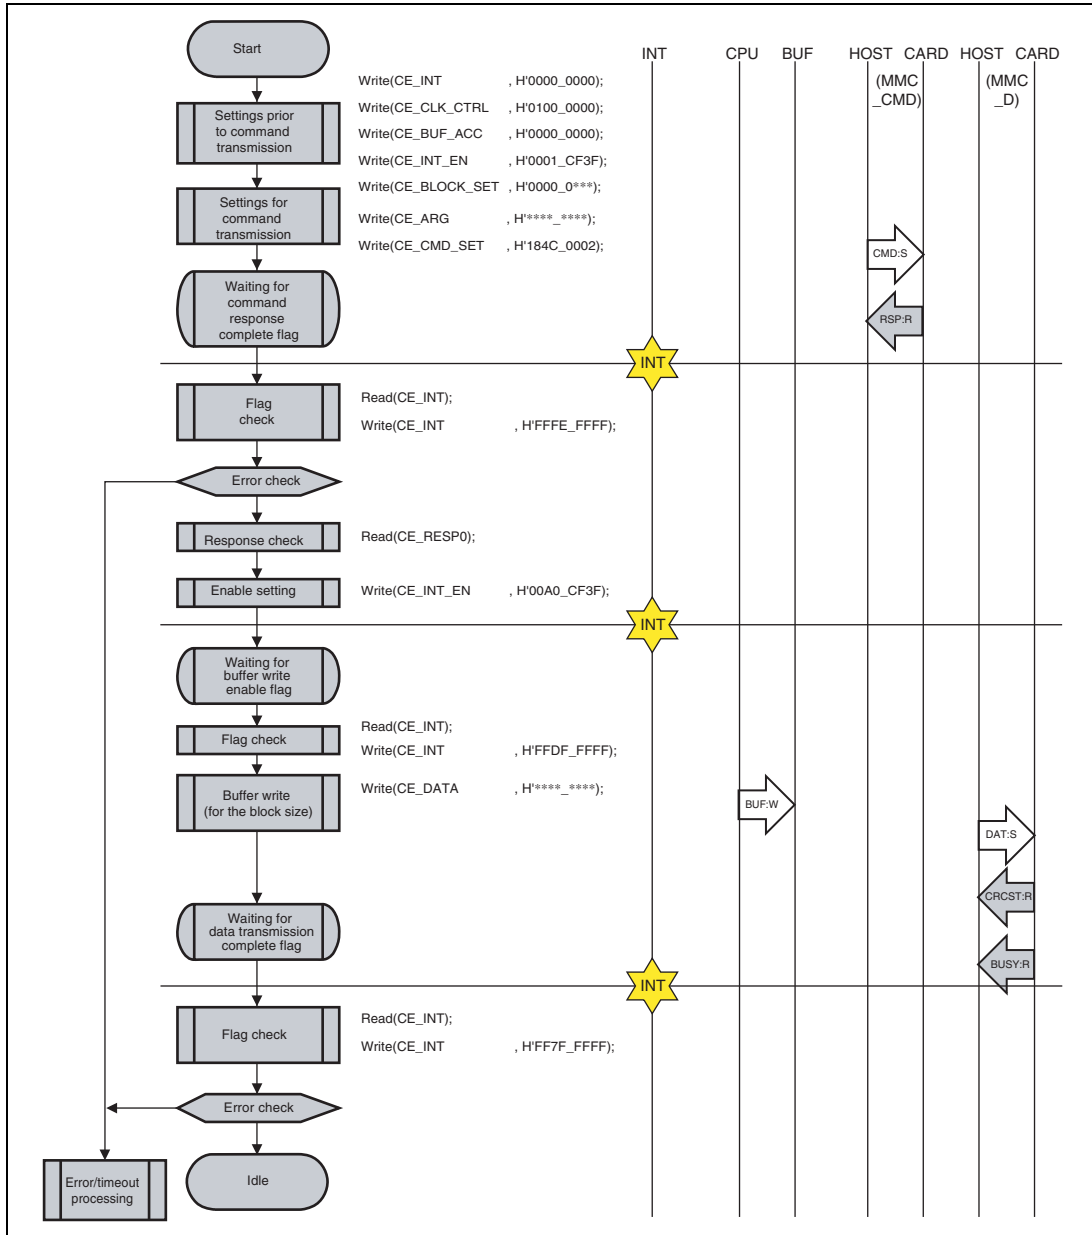 Start
INT
CPU
BUF
HOST
CARD
HOST
CARD
(MMC
_CMD)
(MMC
_D)
Write(CE_INT , H'0000_0000);
Settings prior
to command
transmission
Write(CE_CLK_CTRL , H'0100_0000);
Write(CE_BUF_ACC , H'0000_0000);
Write(CE_INT_EN , H'0001_CF3F);
Write(CE_BLOCK_SET , H'0000_0***);
Settings for
command
transmission
Write(CE_ARG , H'****_****);
Write(CE_CMD_SET , H'184C_0002);
CMD:S
Waiting for
command
response
complete flag
RSP:R
INT
Flag
check
Read(CE_INT);
Write(CE_INT , H'FFFE_FFFF);
Error check
Response check
Read(CE_RESP0);
Enable setting
Write(CE_INT_EN , H'00A0_CF3F);
INT
Waiting for
buffer write
enable flag
Flag check
Read(CE_INT);
Write(CE_INT , H'FFDF_FFFF);
Buffer write
(for the block size)
Write(CE_DATA , H'****_****);
BUF:W
DAT:S
CRCST:R
Waiting for
data transmission
complete flag
BUSY:R
INT
Flag check
Read(CE_INT);
Write(CE_INT , H'FF7F_FFFF);
Error check
Error/timeout
processing
Idle